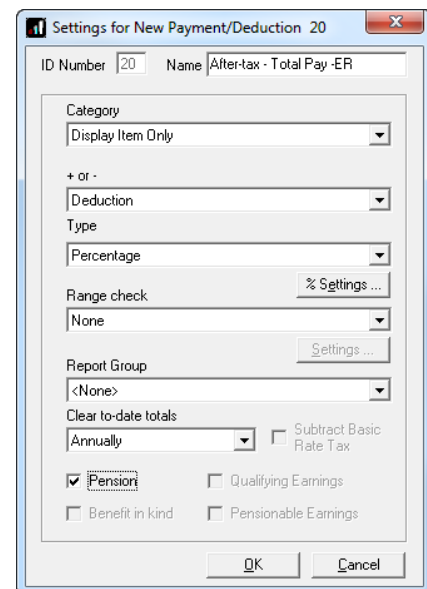 Settings for New Payment/Deduction 20
ID Number 20 Name After-tax - Total Pay -ER
Category
Display Item Only
+ or -
Deduction
Type
Percentage
% Settings ...
Range check
None
Settings ...
Report Group
<None>
Clear to-date totals
Annually
Subtract Basic
Rate Tax
Pension
Qualifying Earnings
Benefit in kind
Pensionable Earnings
OK
Cancel